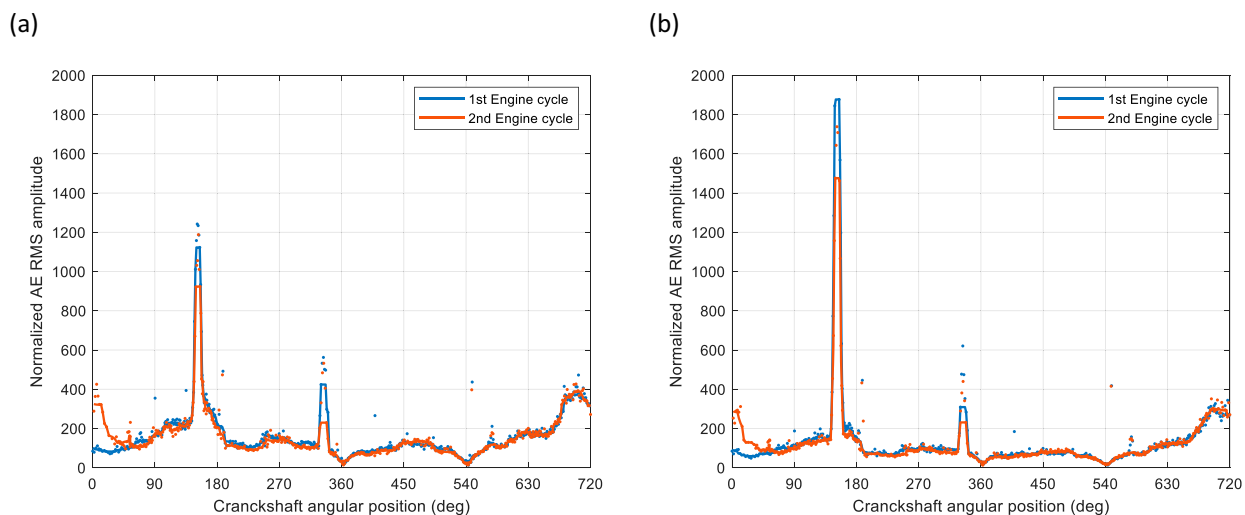 (a)
(b)
2000
1800
1600
1400
1200
1000
800
600
400
200
0
Normalized AE RMS amplitude
1st Engine cycle
2nd Engine cycle
0 90 180 270 360 450 540 630 720
Cranckshaft angular position (deg)
2000
1800
1600
1400
1200
1000
800
600
400
200
0
Normalized AE RMS amplitude
1st Engine cycle
2nd Engine cycle
0 90 180 270 360 450 540 630 720
Cranckshaft angular position (deg)